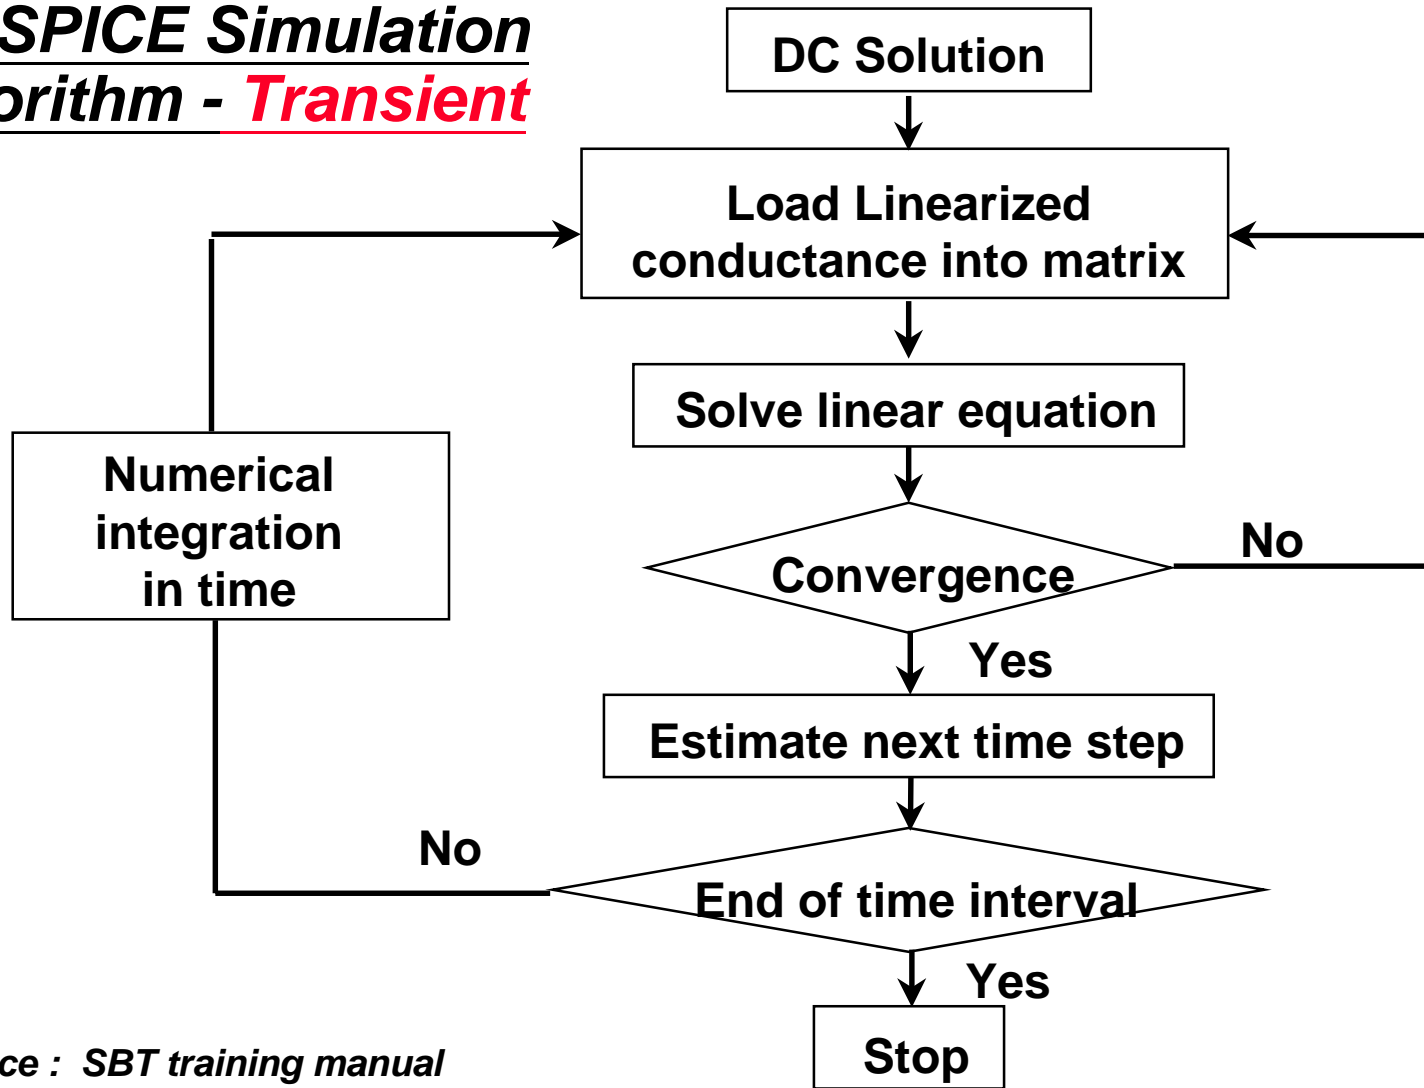 SPICE Simulation
orithm - Transient
DC Solution
Load Linearized
conductance into matrix
Solve linear equation
Numerical
integration
in time
Convergence
No
Yes
Estimate next time step
No
End of time interval
Yes
Stop
ce : SBT training manual